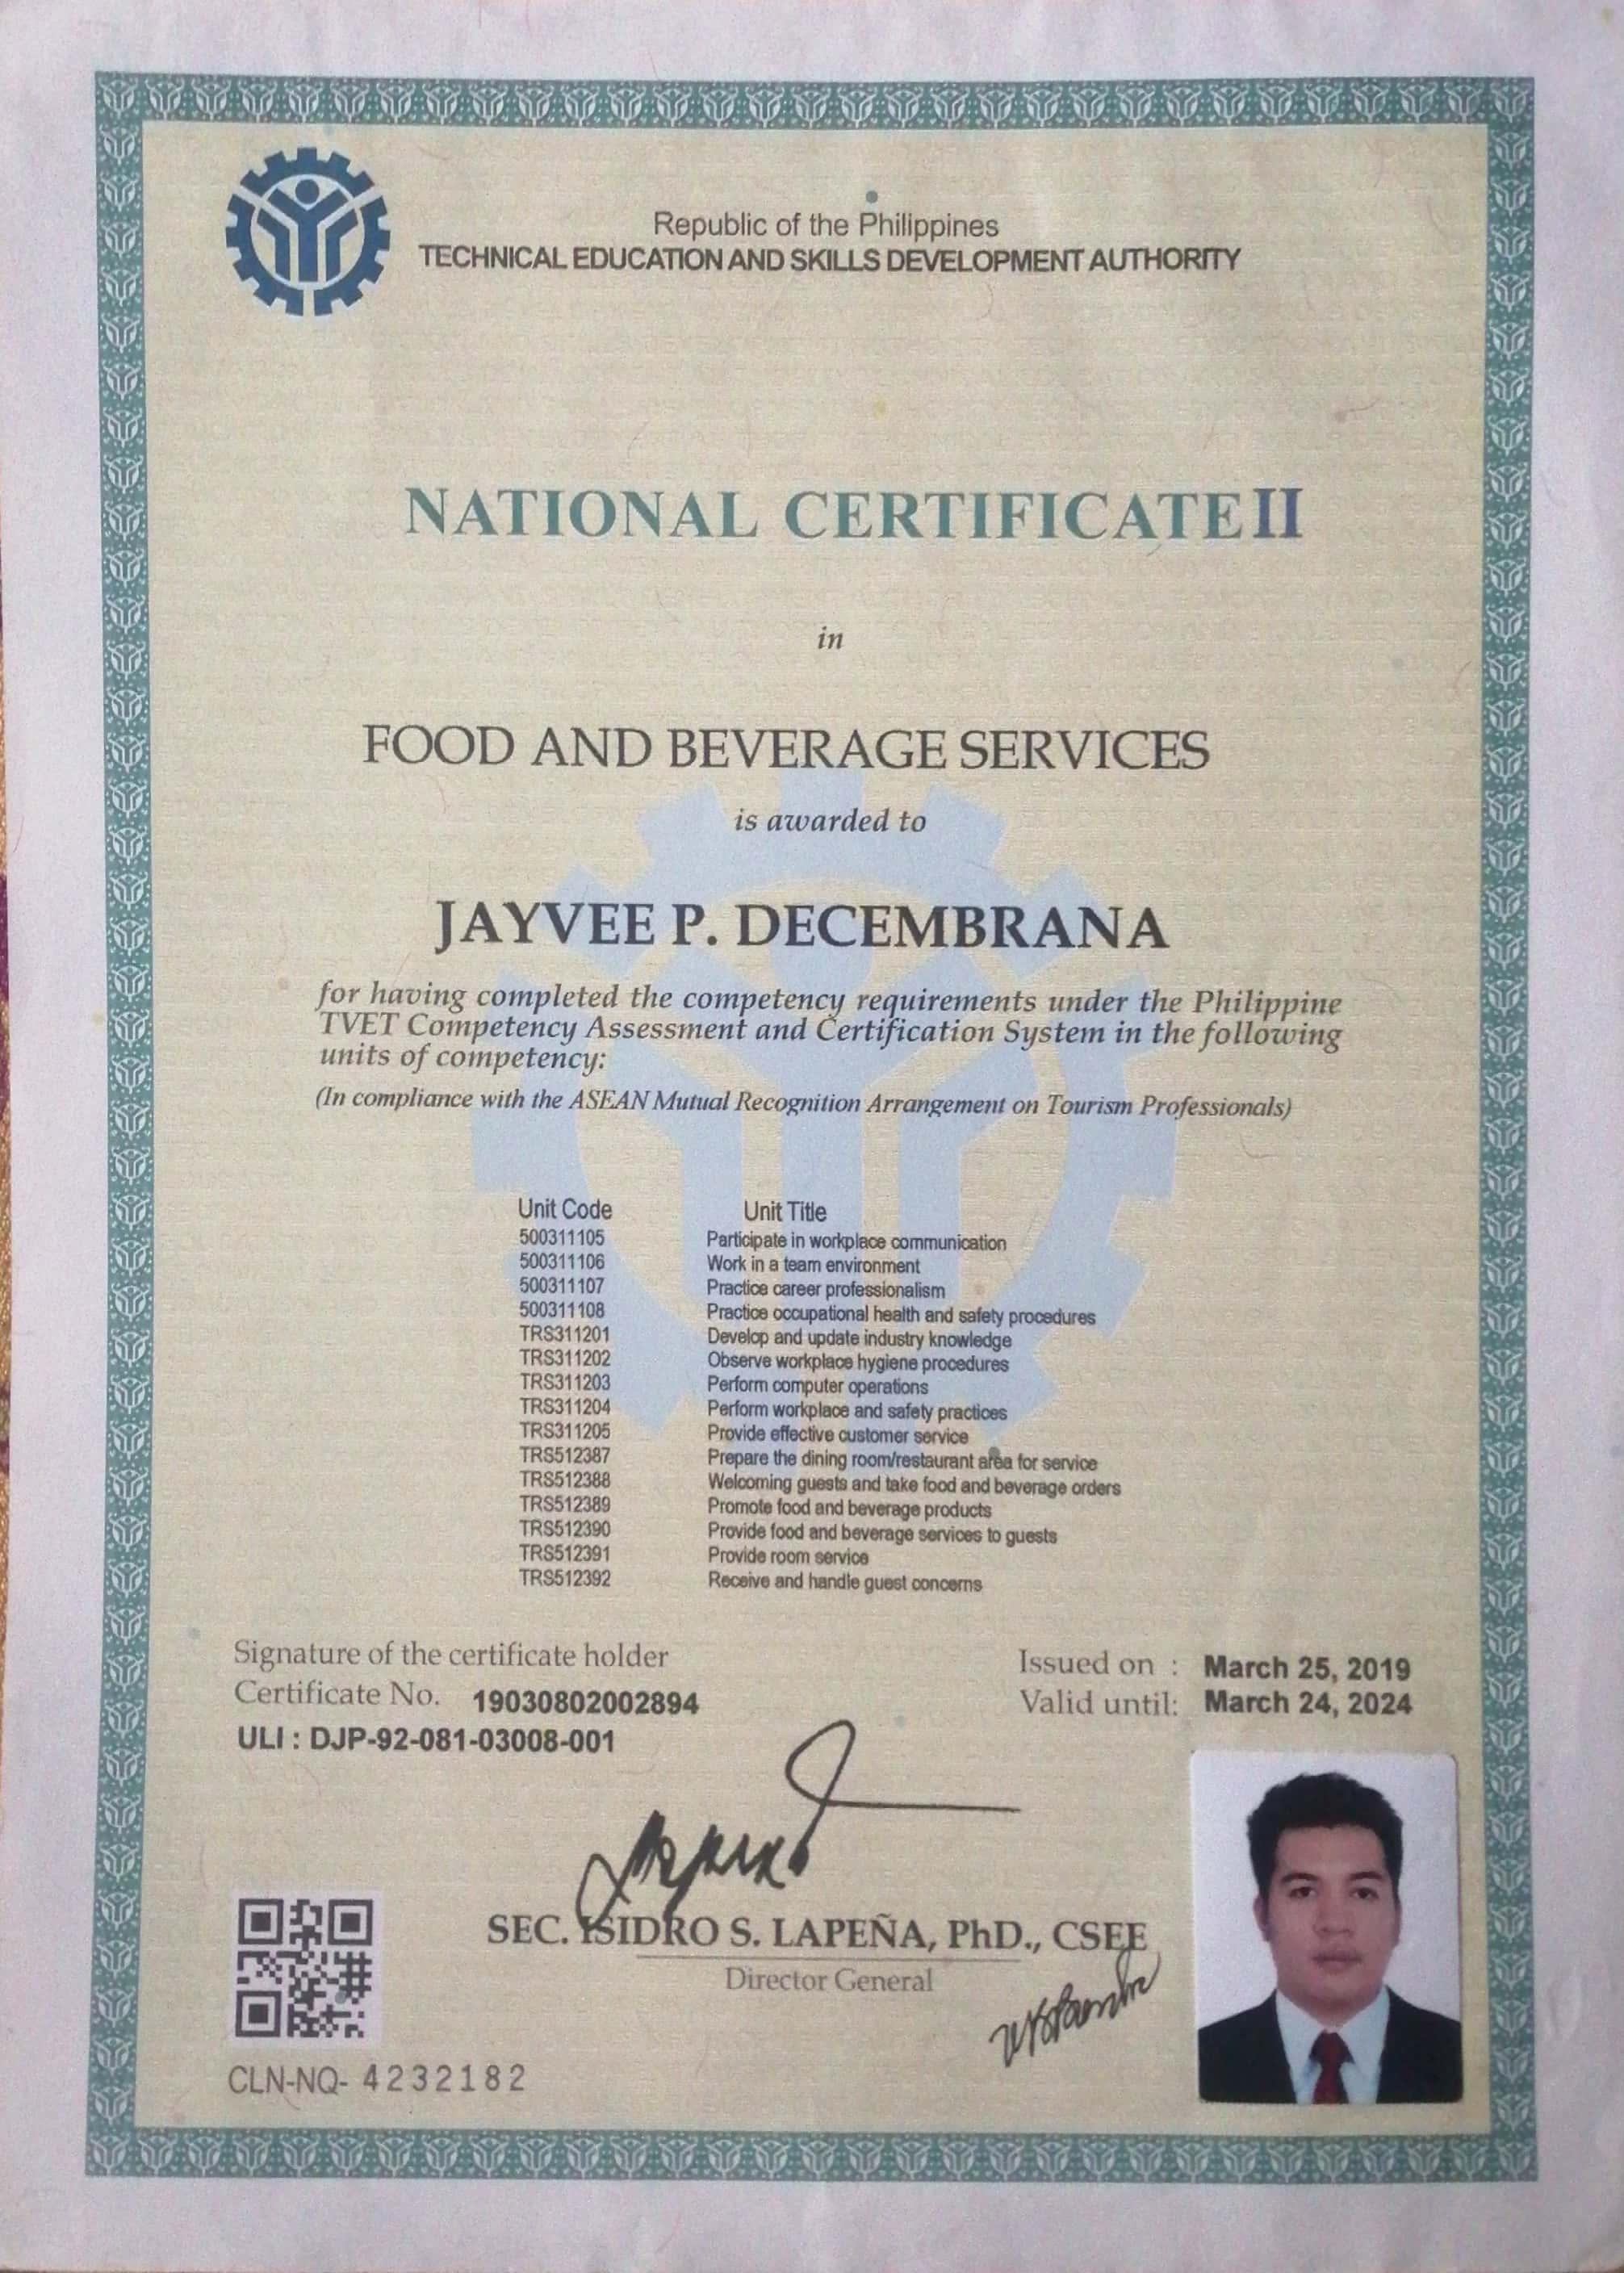 Republic of the Philippines
TECHNICAL EDUCATION AND SKILLS DEVELOPMENT AUTHORITY
NATIONAL CERTIFICATE II
in
FOOD AND BEVERAGE SERVICES
is awarded to
JAYVEE P. DECEMBRANA
for having completed the competency requirements under the Philippine
TVET Competency Assessment and Certification System in the following
units of competency:
(In compliance with the ASEAN Mutual Recognition Arrangement on Tourism Professionals)
Unit Code Unit Title
500311105 Participate in workplace communication
500311106 Work in a team environment
500311107 Practice career professionalism
500311108 Practice occupational health and safety procedures
TRS311201 Develop and update industry knowledge
TRS311202 Observe workplace hygiene procedures
TRS311203 Perform computer operations
TRS311204 Perform workplace and safety practices
TRS311205 Provide effective customer service
TRS512387 Prepare the dining room/restaurant area for service
TRS512388 Welcoming guests and take food and beverage orders
TRS512389 Promote food and beverage products
TRS512390 Provide food and beverage services to guests
TRS512391 Provide room service
TRS512392 Receive and handle guest concerns
Signature of the certificate holder
Certificate No. 19030802002894
ULI : DJP-92-081-03008-001
Issued on : March 25, 2019
Valid until: March 24, 2024
SEC. ISIDRO S. LAPEÑA, PhD., CSEE
Director General
CLN-NQ- 4232182